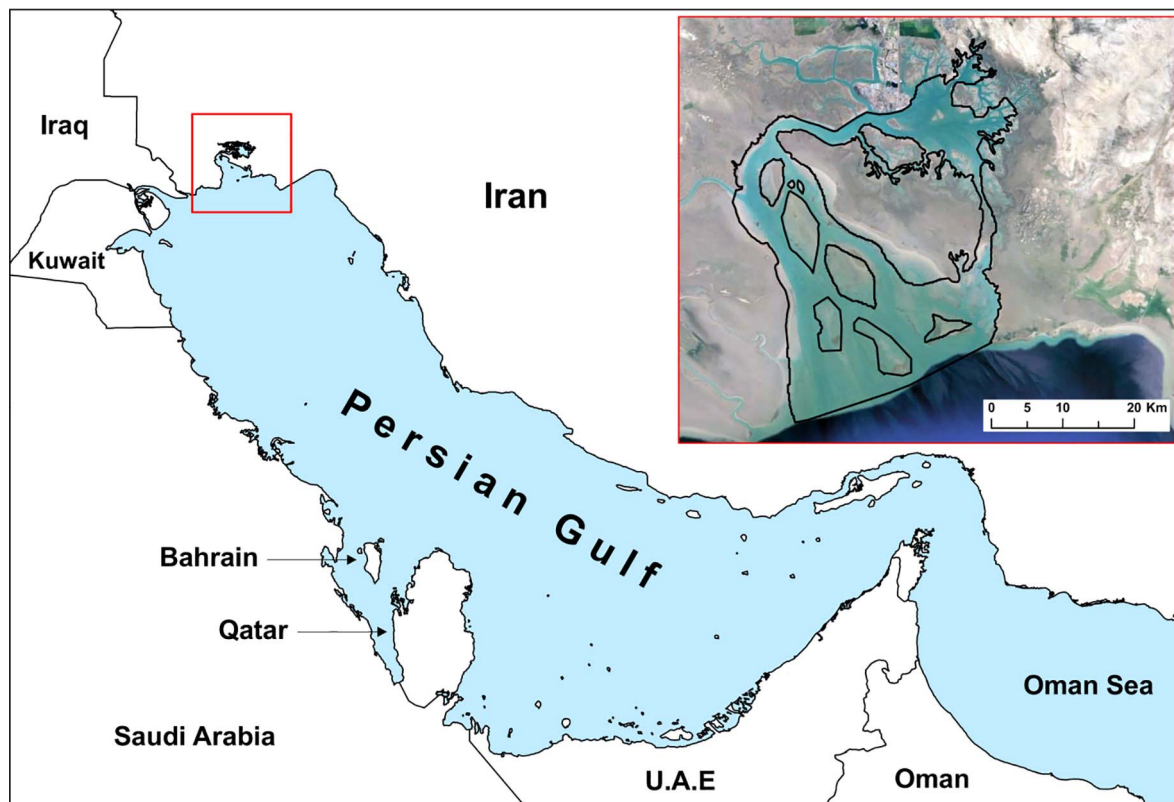 Iraq
Iran
Kuwait
Persian Gulf
Bahrain
Qatar
Saudi Arabia
U.A.E
Oman
Oman Sea
0 5 10 20 Km